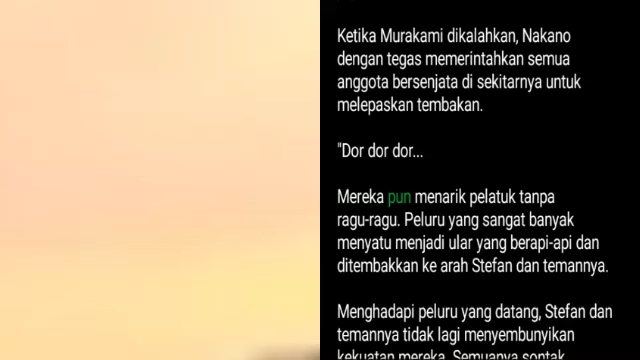 Ketika Murakami dikalahkan, Nakano
dengan tegas memerintahkan semua
anggota bersenjata di sekitarnya untuk
melepaskan tembakan.
"Dor dor dor...
Mereka pun menarik pelatuk tanpa
ragu-ragu. Peluru yang sangat banyak
menyatu menjadi ular yang berapi-api dan
ditembakkan ke arah Stefan dan temannya.
Menghadapi peluru yang datang, Stefan dan
temannya tidak lagi menyembunyikan
kekuatan mereka. Semuanya sontak